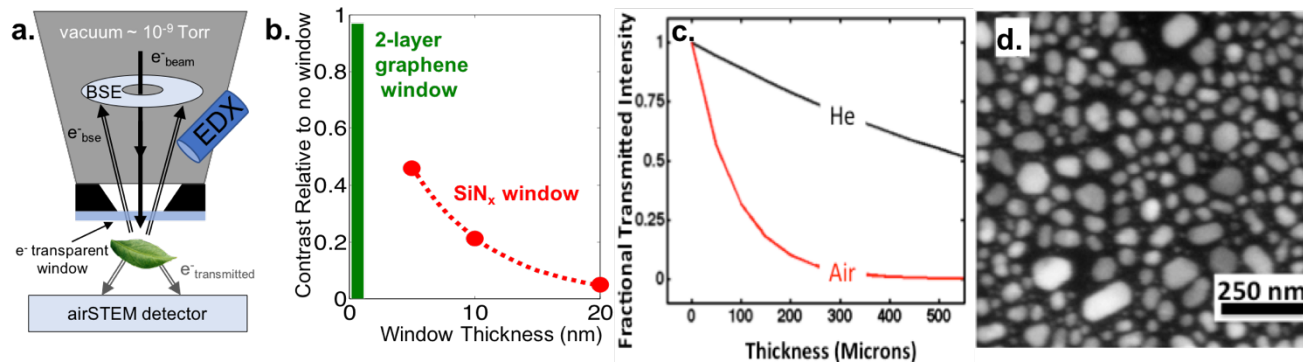 a.
vacuum ~ 10-9 Torr
e-beam
BSE
e-bse
EDX
e- transparent
window
e-transmitted
airSTEM detector
b.
Contrast Relative to no window
1
0.8
0.6
0.4
0.2
0
2-layer
graphene
window
SiNx window
0
10
20
Window Thickness (nm)
c.
Fractional Transmitted Intensity
1
0.75
0.5
0.25
0
He
Air
0 100 200 300 400 500
Thickness (Microns)
d.
250 nm